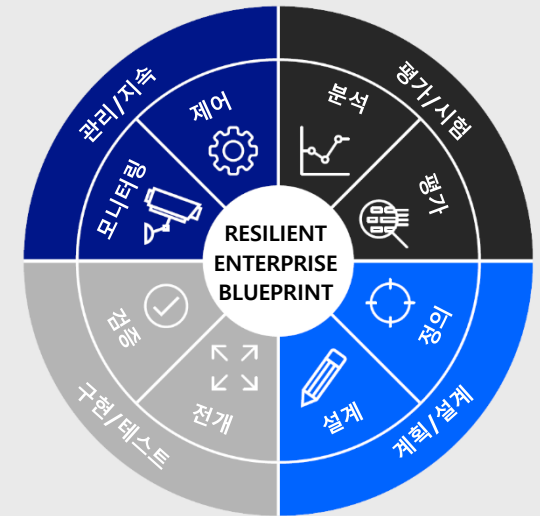 관리/지속
평가/시험
제어
분석
모니터링
평가
RESILIENT
ENTERPRISE
BLUEPRINT
검증
정의
전개
설계
구현/테스트
계획/설계